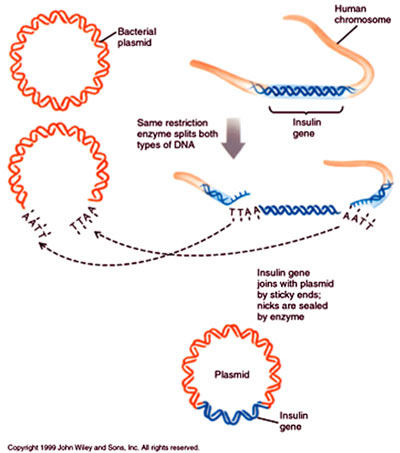 Human
chromosome
Bacterial
plasmid
Same restriction
enzyme splits both
types of DNA
Insulin
gene
AATT
TTAA
TTAA
AATT
Insulin gene
joins with plasmid
by sticky ends;
nicks are sealed
by enzyme
Plasmid
Insulin
gene
Copyright 1999 John Wiley and Sons, Inc. All rights reserved.